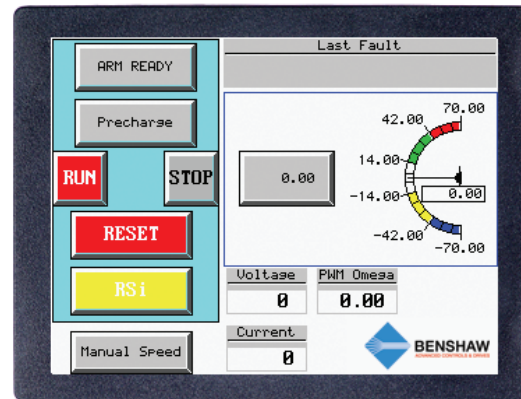 ARM READY
Precharge
RUN
STOP
RESET
RSi
Manual Speed
Last Fault
0.00
70.00
42.00
14.00
-14.00
0.00
-42.00
-70.00
Voltage
0
PWM Omega
0.00
Current
0
BENSHAW
ADVANCED CONTROLS & DRIVES